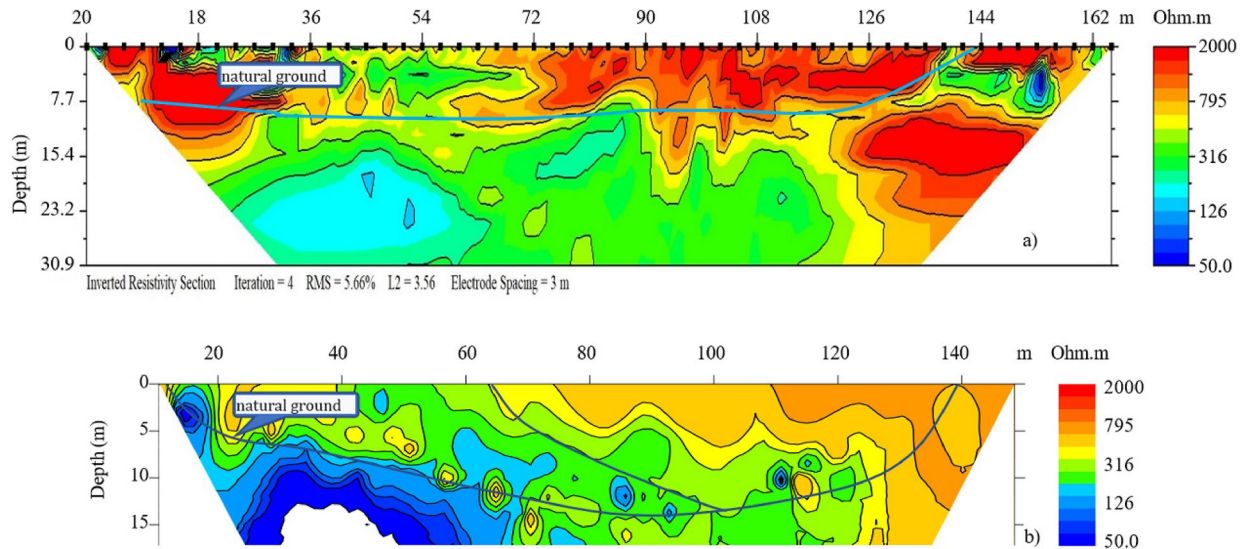 20 18 36 54 72 90 108 126 144 162 m Ohm.m
0 2000
natural ground
7.7 795
15.4 316
Depth (m)
23.2 126
a)
30.9 50.0
Inverted Resistivity Section Iteration = 4 RMS = 5.66% L2 = 3.56 Electrode Spacing = 3 m
20 40 60 80 100 120 140 m Ohm.m
0 2000
natural ground
5 795
Depth (m)
10 316
126
15 b) 50.0